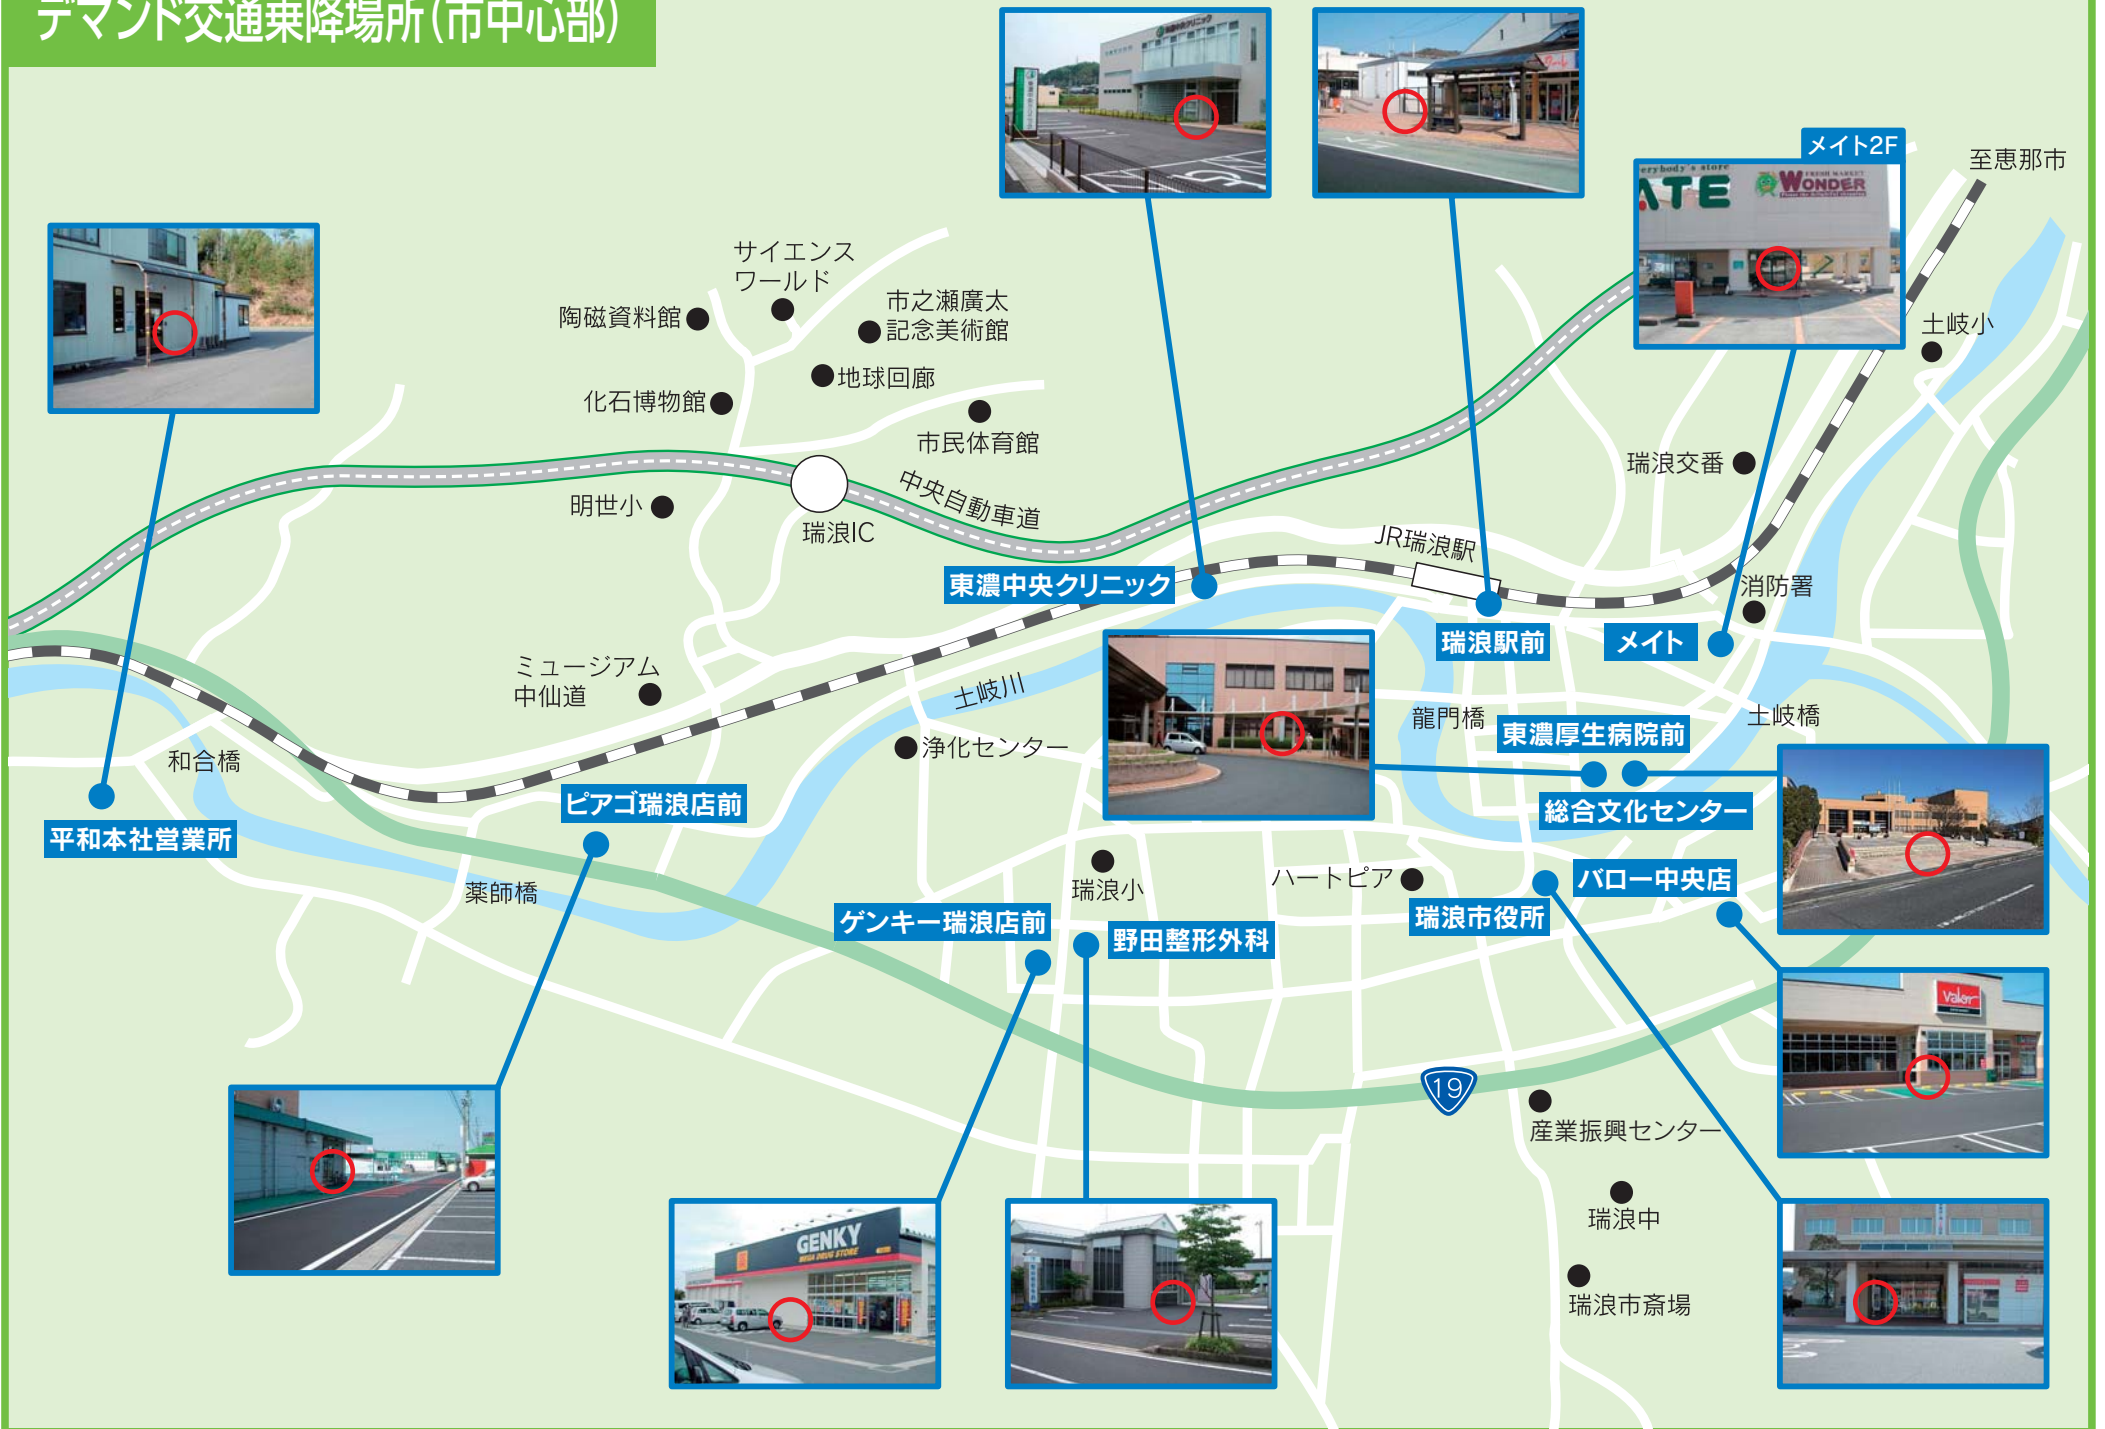 デマンド交通乗降場所(市中心部)
メイト2F
至恵那市
ATE
WONDER
FRESH MARKET
サイエンス
ワールド
陶磁資料館
市之瀬廣太
記念美術館
地球回廊
化石博物館
市民体育館
土岐小
瑞浪交番
明世小
瑞浪IC
中央自動車道
JR瑞浪駅
東濃中央クリニック
消防署
瑞浪駅前
メイト
ミュージアム
中仙道
土岐川
龍門橋
土岐橋
東濃厚生病院前
浄化センター
和合橋
総合文化センター
ピアゴ瑞浪店前
平和本社営業所
薬師橋
瑞浪小
ハートピア
バロー中央店
ゲンキー瑞浪店前
野田整形外科
瑞浪市役所
Valor
19
産業振興センター
瑞浪中
瑞浪市斎場
GENKY
MEGA DRUG STORE